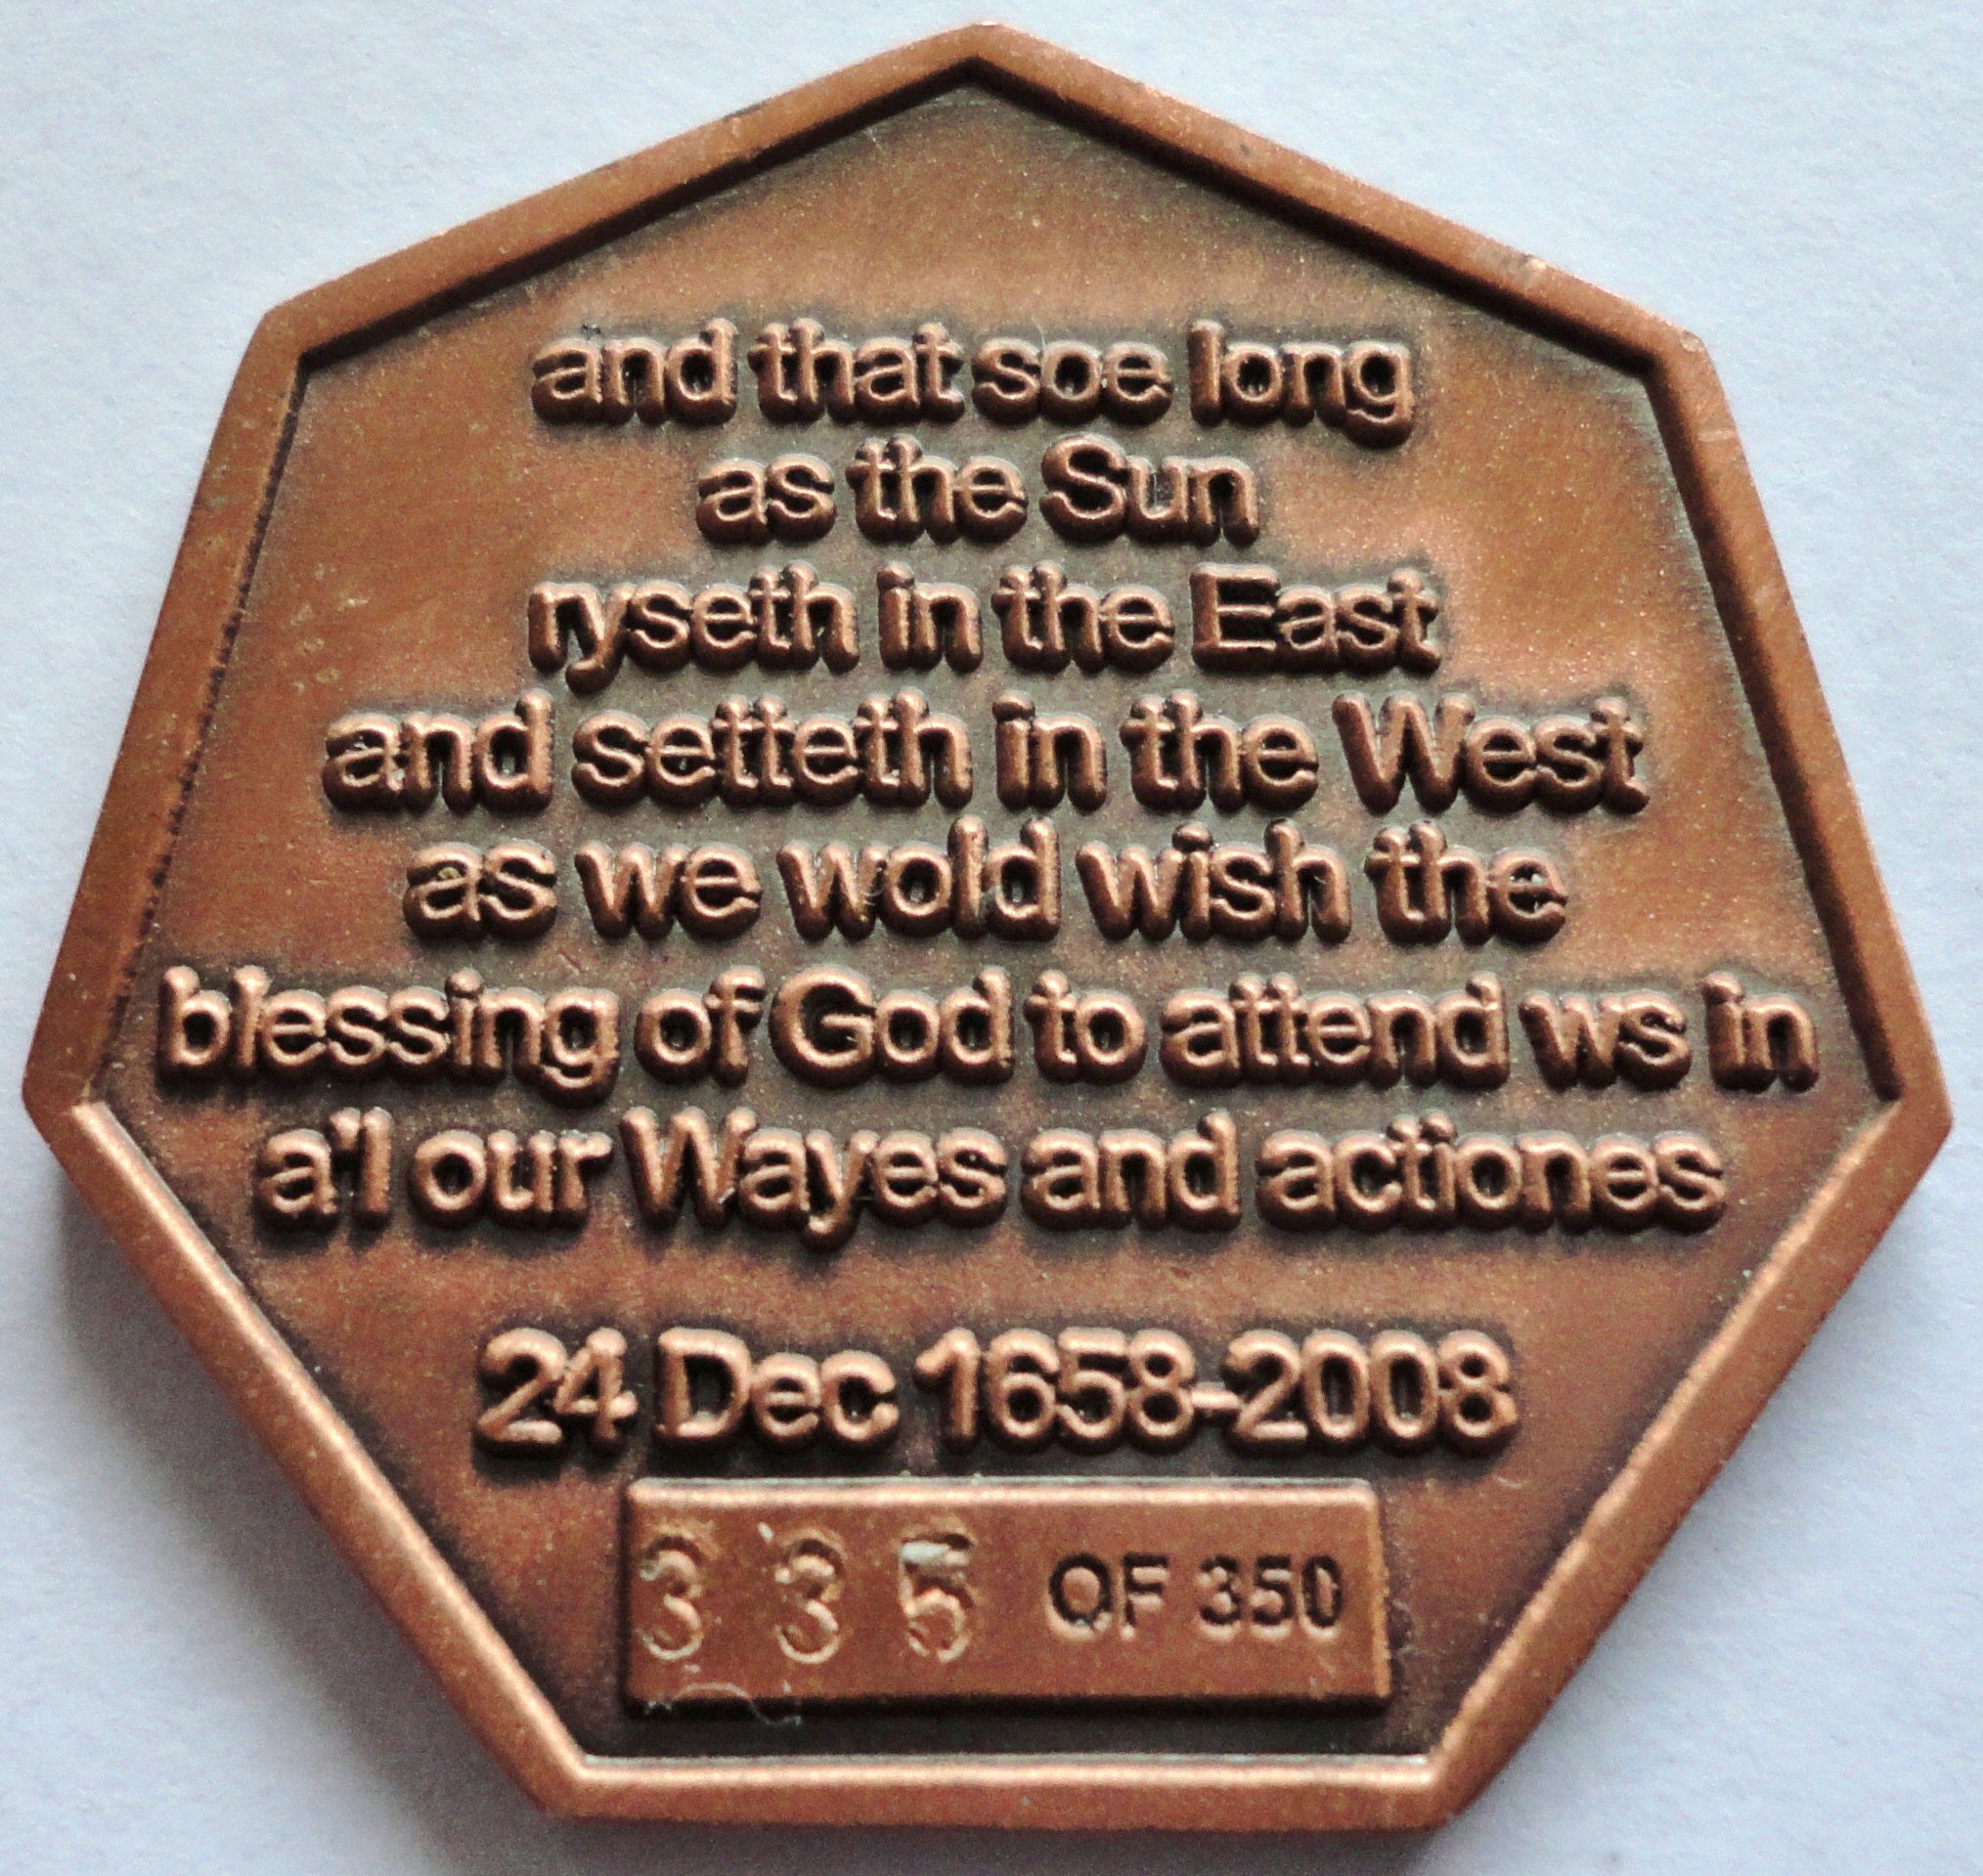 and that soe long
as the Sun
ryseth in the East
and setteth in the West
as we wold wish the
blessing of God to attend ws in
a'l our Wayes and actiones
24 Dec 1658-2008
335 OF 350